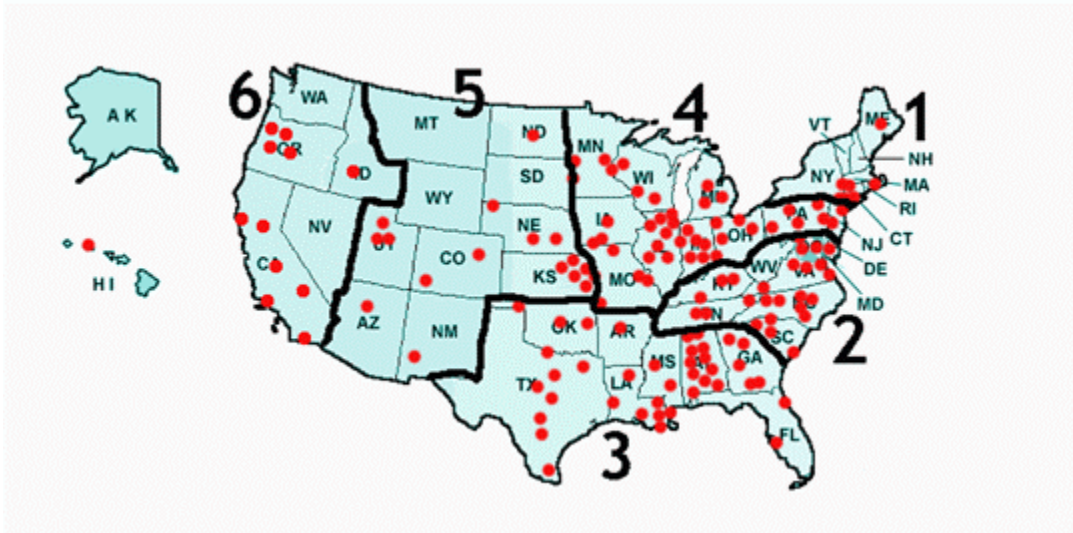 6
5
4
1
WA
MT
ND
MN
VT
ME
AK
OR
ID
SD
WI
MI
NY
NH
MA
RI
WY
IA
PA
CT
NV
NE
OH
NJ
UT
CO
DE
CA
KS
MO
WV
VA
MD
HI
KY
NC
2
AZ
NM
OK
AR
TN
SC
MS
GA
TX
LA
FL
3